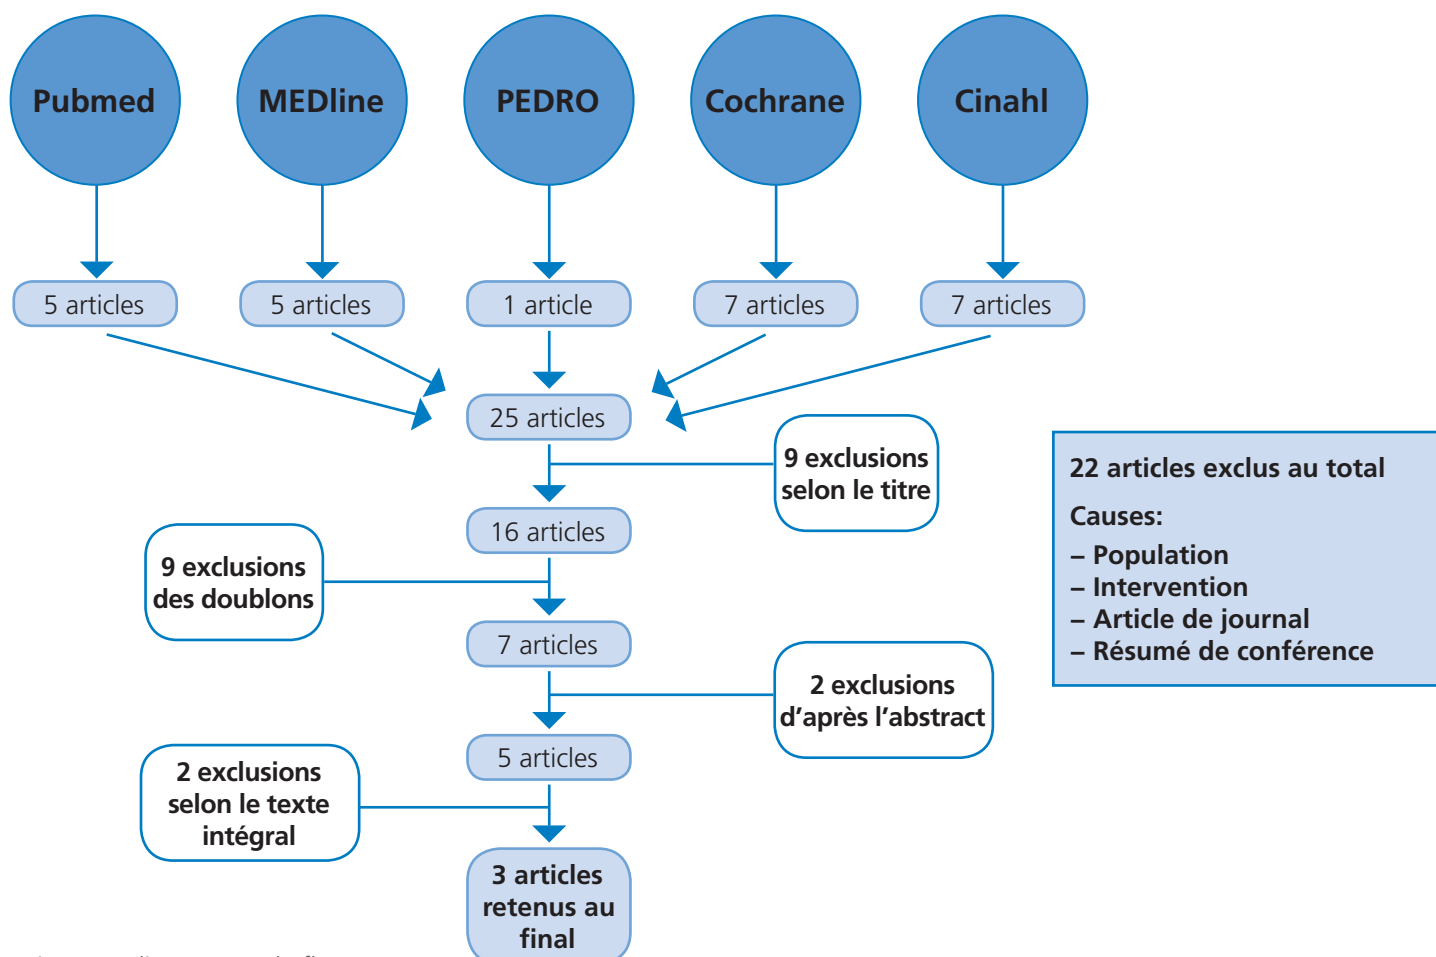 Pubmed
MEDline
PEDRO
Cochrane
Cinahl
5 articles
5 articles
1 article
7 articles
7 articles
25 articles
9 exclusions
selon le titre
16 articles
9 exclusions
des doublons
7 articles
2 exclusions
d’après l’abstract
5 articles
2 exclusions
selon le texte
intégral
3 articles
retenus au
final
22 articles exclus au total
Causes:
– Population
– Intervention
– Article de journal
– Résumé de conférence